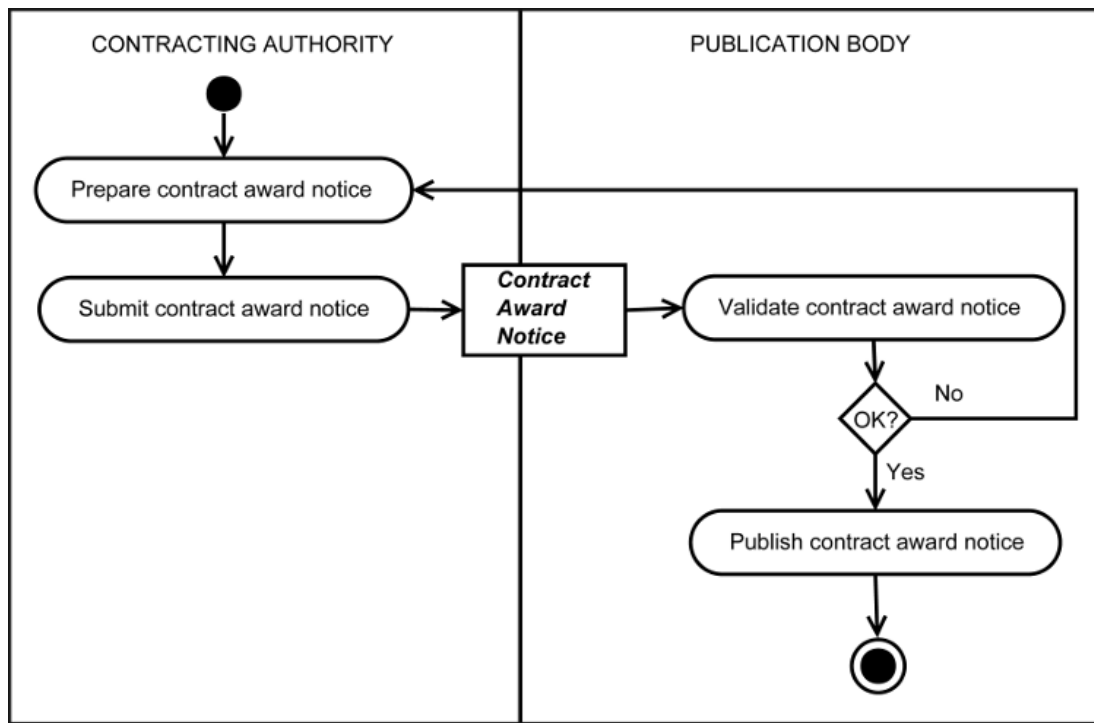 CONTRACTING AUTHORITY
PUBLICATION BODY
Prepare contract award notice
Submit contract award notice
Contract
Award
Notice
Validate contract award notice
OK?
No
Yes
Publish contract award notice